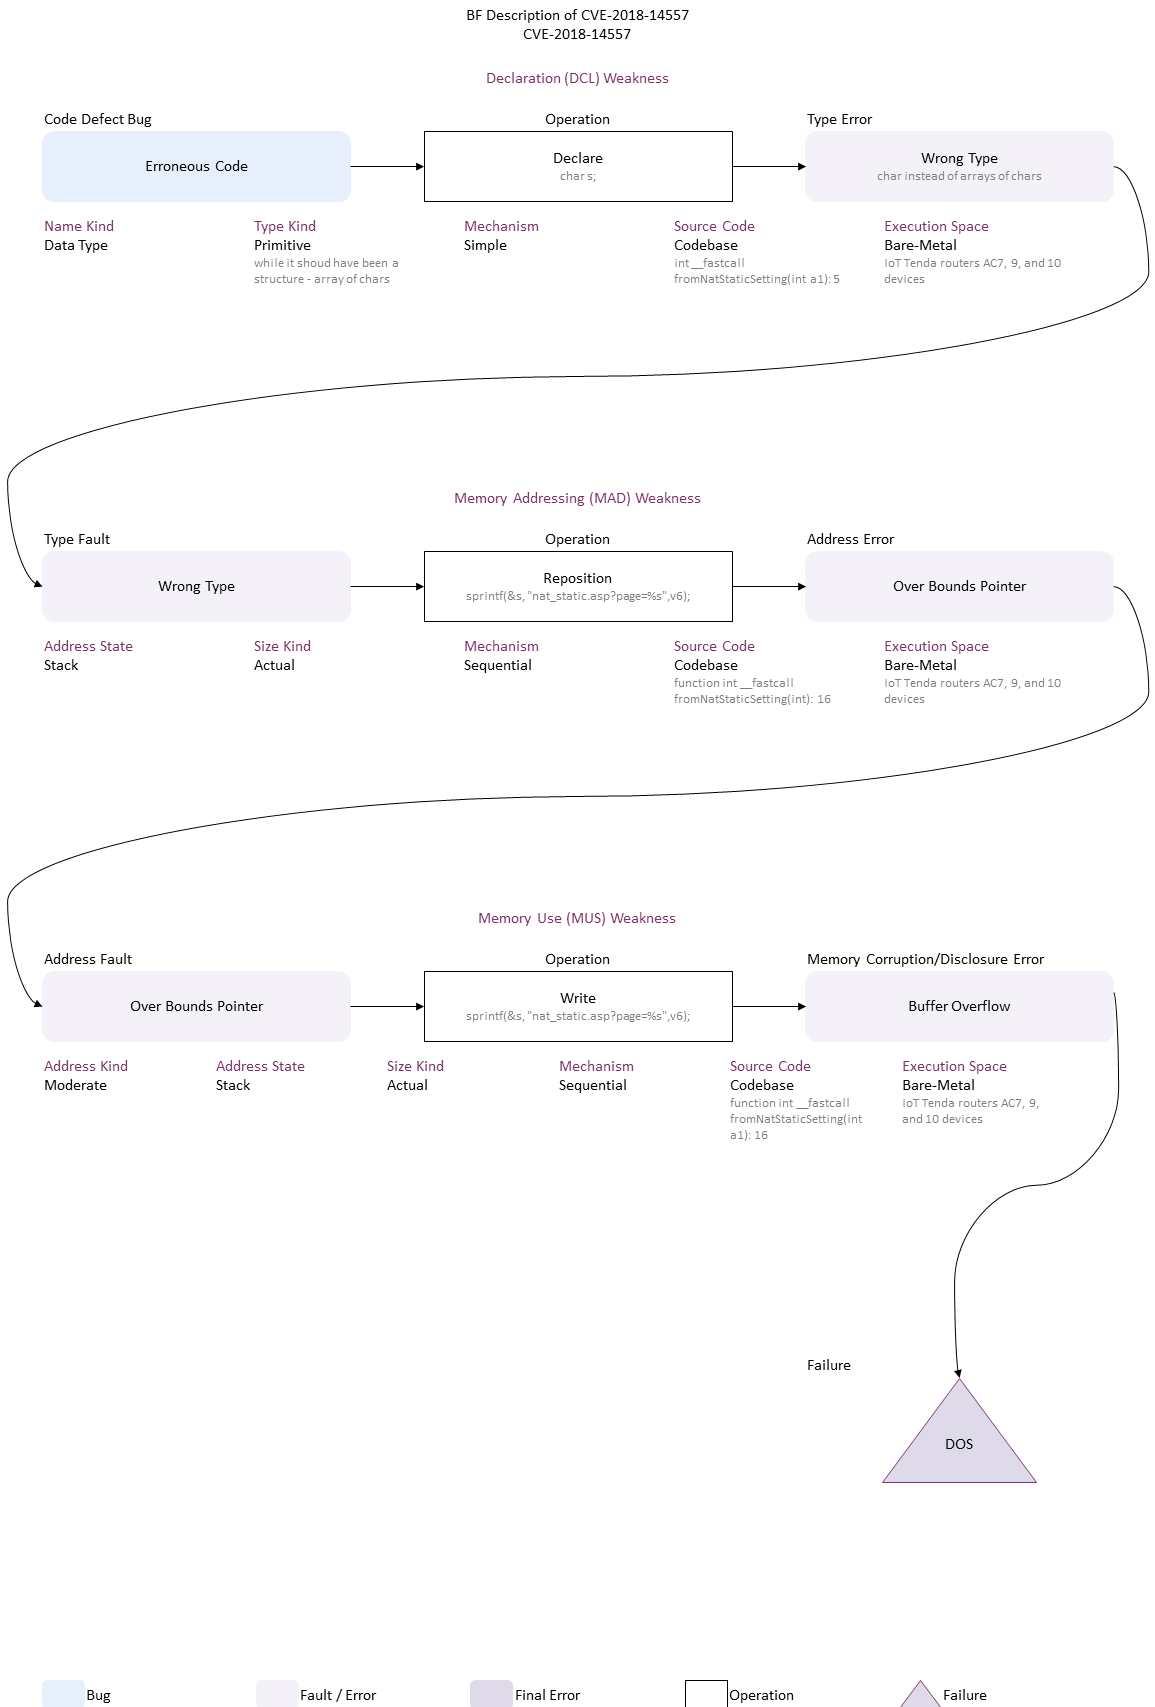 BF Description of CVE-2018-14557
CVE-2018-14557
Declaration (DCL) Weakness
Code Defect Bug
Operation
Type Error
Erroneous Code
Declare
char s;
Wrong Type
char instead of arrays of chars
Name Kind
Data Type
Type Kind
Primitive
while it shoud have been a
structure - array of chars
Mechanism
Simple
Source Code
Codebase
int __fastcall
fromNatStaticSetting(int a1): 5
Execution Space
Bare-Metal
IoT Tenda routers AC7, 9, and 10
devices
Memory Addressing (MAD) Weakness
Type Fault
Operation
Address Error
Wrong Type
Reposition
sprintf(&s, "nat_static.asp?page=%s",v6);
Over Bounds Pointer
Address State
Stack
Size Kind
Actual
Mechanism
Sequential
Source Code
Codebase
function int __fastcall
fromNatStaticSetting(int): 16
Execution Space
Bare-Metal
IoT Tenda routers AC7, 9, and 10
devices
Memory Use (MUS) Weakness
Address Fault
Operation
Memory Corruption/Disclosure Error
Over Bounds Pointer
Write
sprintf(&s, "nat_static.asp?page=%s",v6);
Buffer Overflow
Address Kind
Moderate
Address State
Stack
Size Kind
Actual
Mechanism
Sequential
Source Code
Codebase
function int __fastcall
fromNatStaticSetting(int
a1): 16
Execution Space
Bare-Metal
IoT Tenda routers AC7, 9,
and 10 devices
Failure
DOS
Bug
Fault / Error
Final Error
Operation
Failure